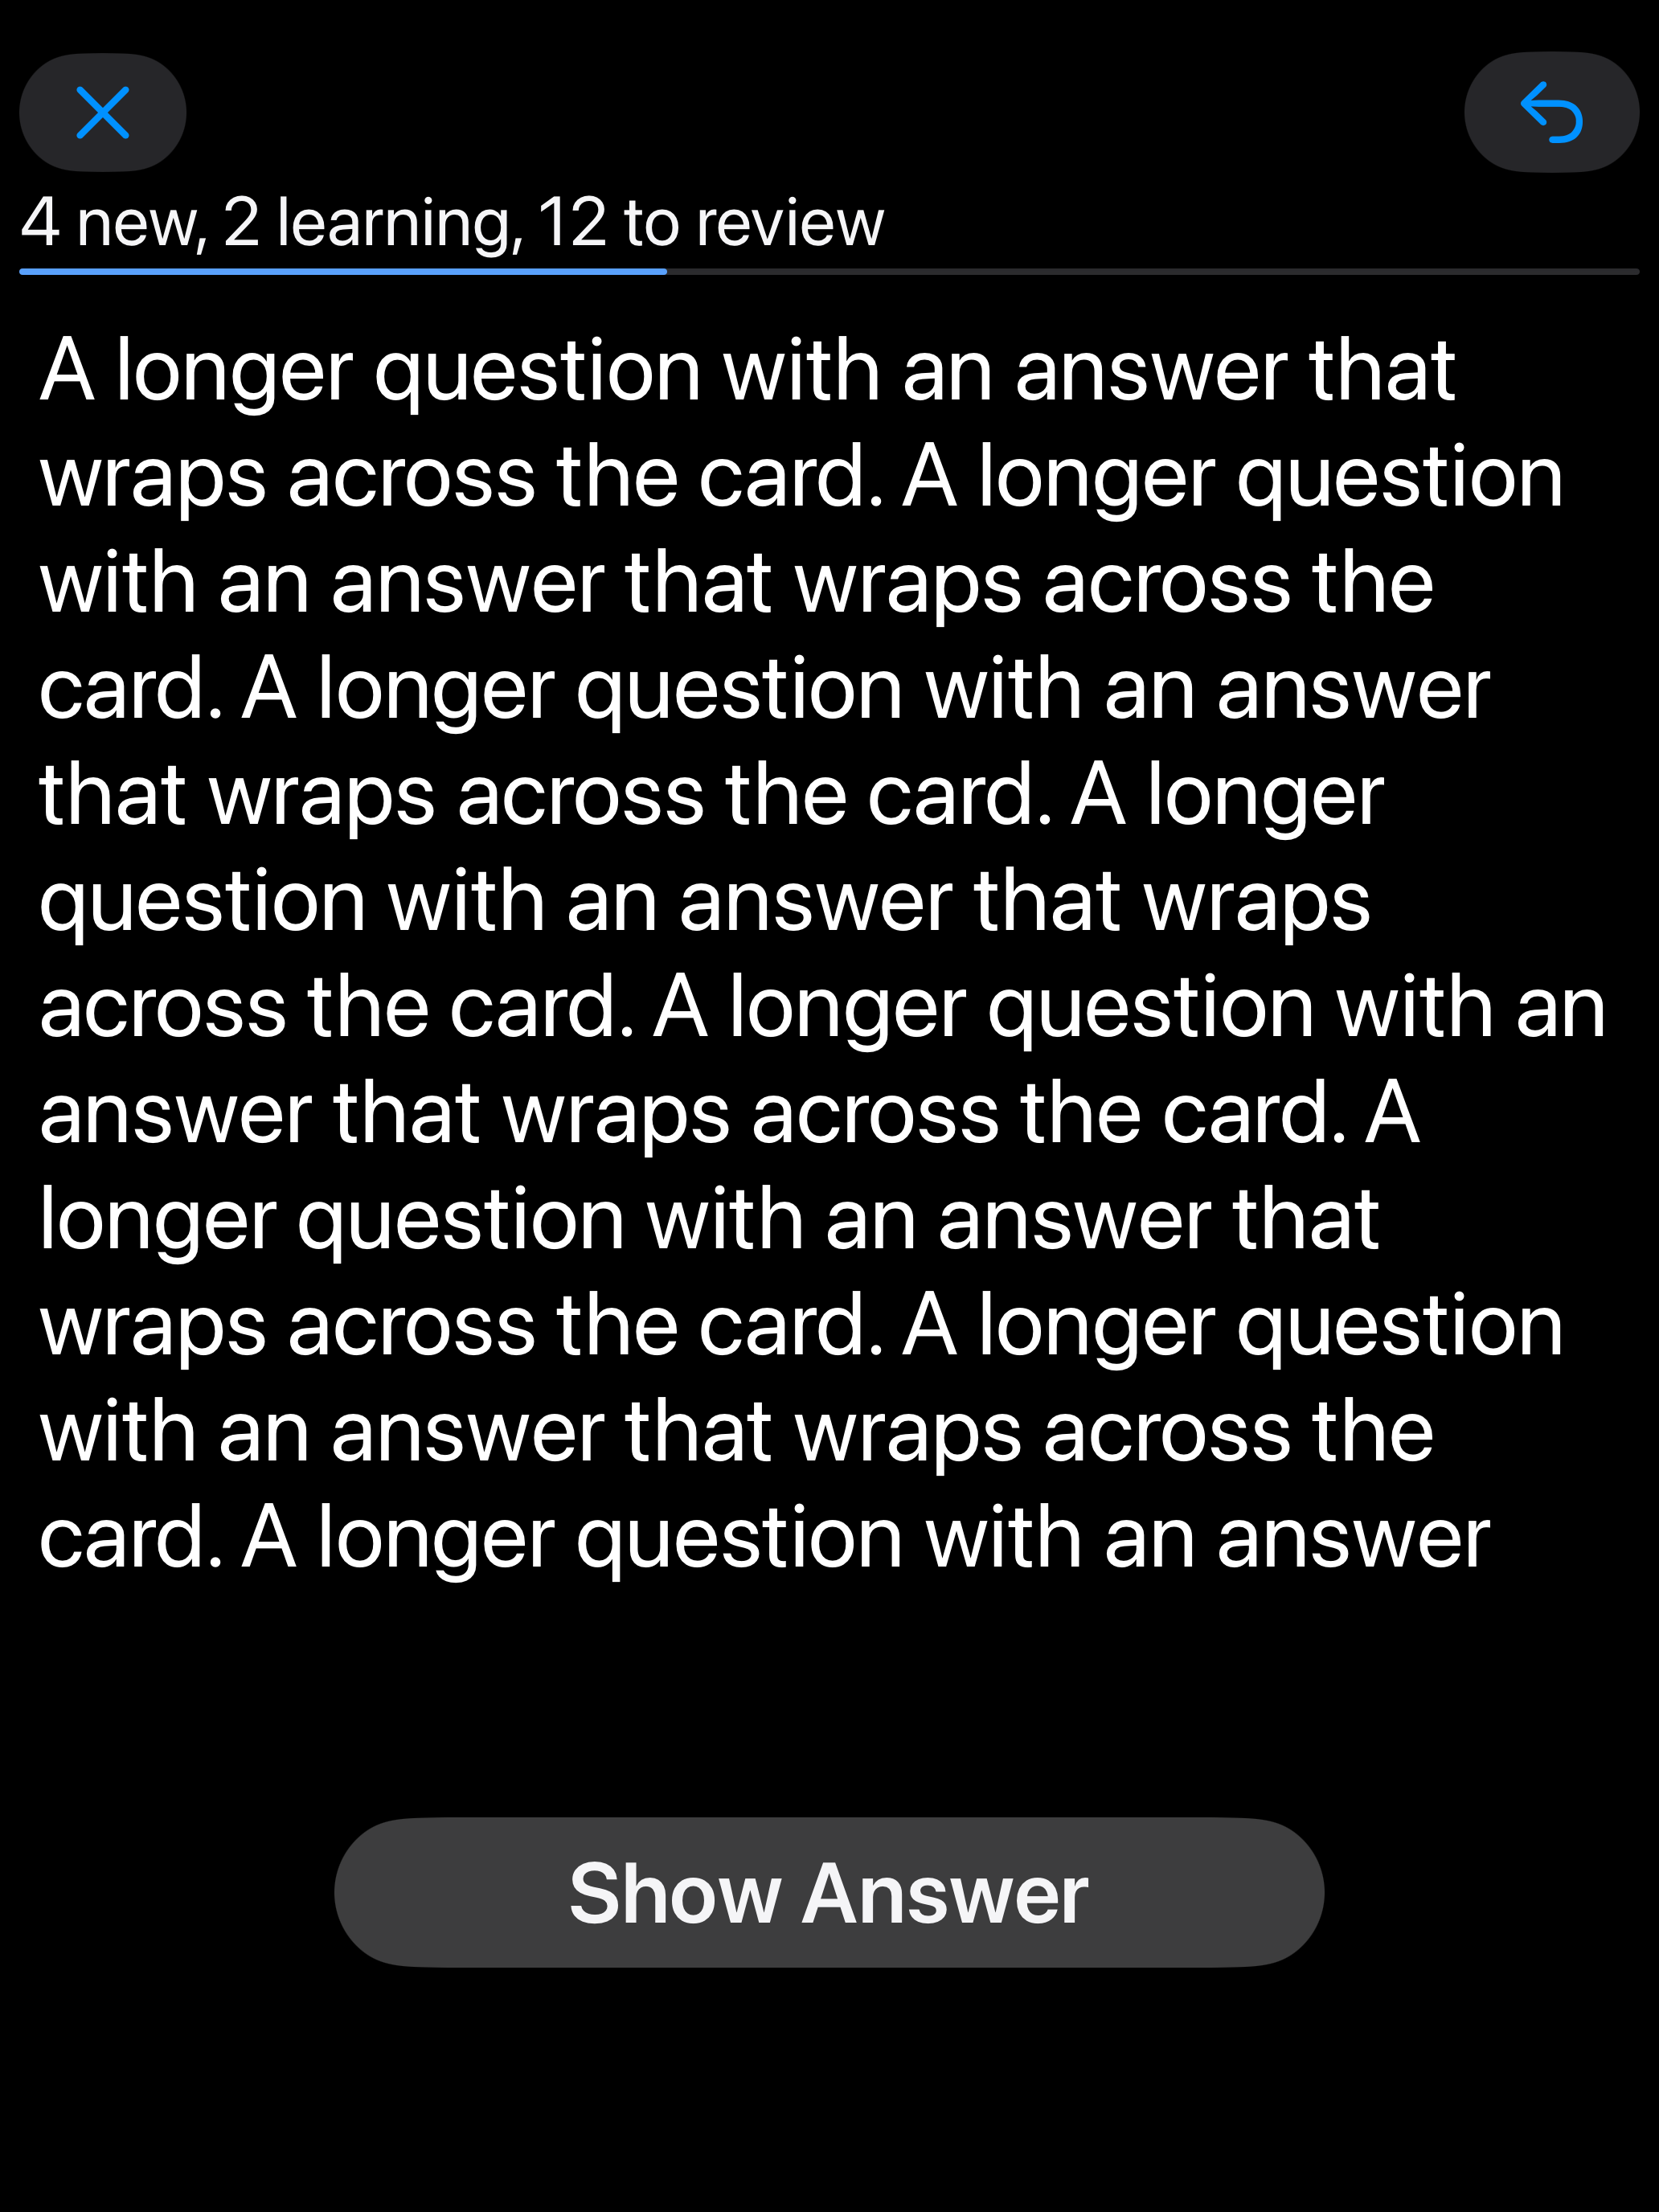 4 new, 2 learning, 12 to review
A longer question with an answer that
wraps across the card. A longer question
with an answer that wraps across the
card. A longer question with an answer
that wraps across the card. A longer
question with an answer that wraps
across the card. A longer question with an
answer that wraps across the card. A
longer question with an answer that
wraps across the card. A longer question
with an answer that wraps across the
card. A longer question with an answer
Show Answer